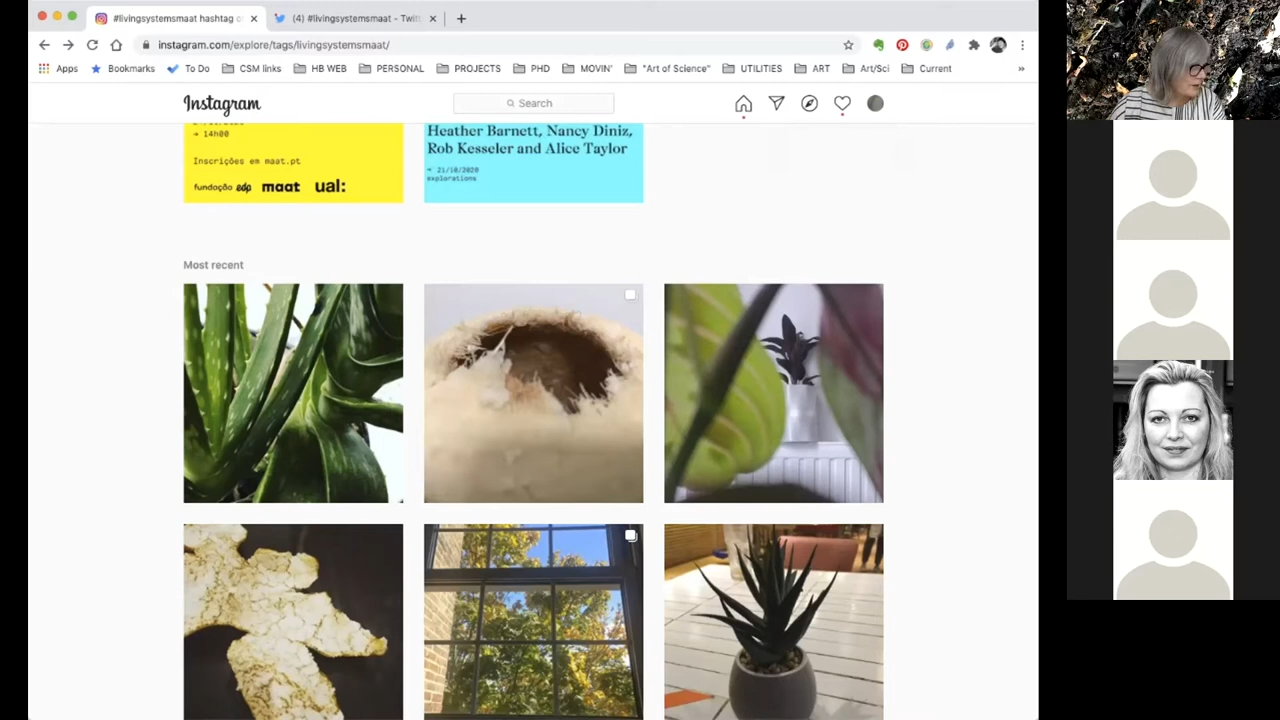 #livingsystemsmaat hashtag o
(4) #livingsystemsmaat - Twit
instagram.com/explore/tags/livingsystemsmaat/
Apps Bookmarks To Do CSM links HB WEB PERSONAL PROJECTS PHD MOVIN' "Art of Science" UTILITIES ART Art/Sci Current »
Instagram
Search
→ 14h00
Inscrições em maat.pt
fundação edp maat ual:
Heather Barnett, Nancy Diniz,
Rob Kesseler and Alice Taylor
→ 21/10/2020
explorations
Most recent